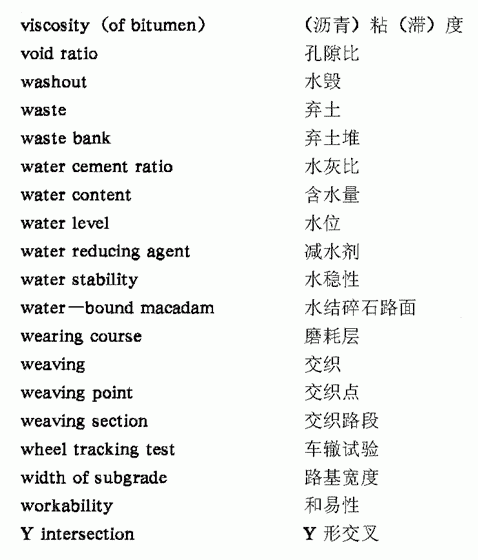 viscosity (of bitumen) （沥青）粘（滞）度
void ratio 孔隙比
washout 水毁
waste 弃土
waste bank 弃土堆
water cement ratio 水灰比
water content 含水量
water level 水位
water reducing agent 减水剂
water stability 水稳性
water—bound macadam 水结碎石路面
wearing course 磨耗层
weaving 交织
weaving point 交织点
weaving section 交织路段
wheel tracking test 车辙试验
width of subgrade 路基宽度
workability 和易性
Y intersection Y 形交叉